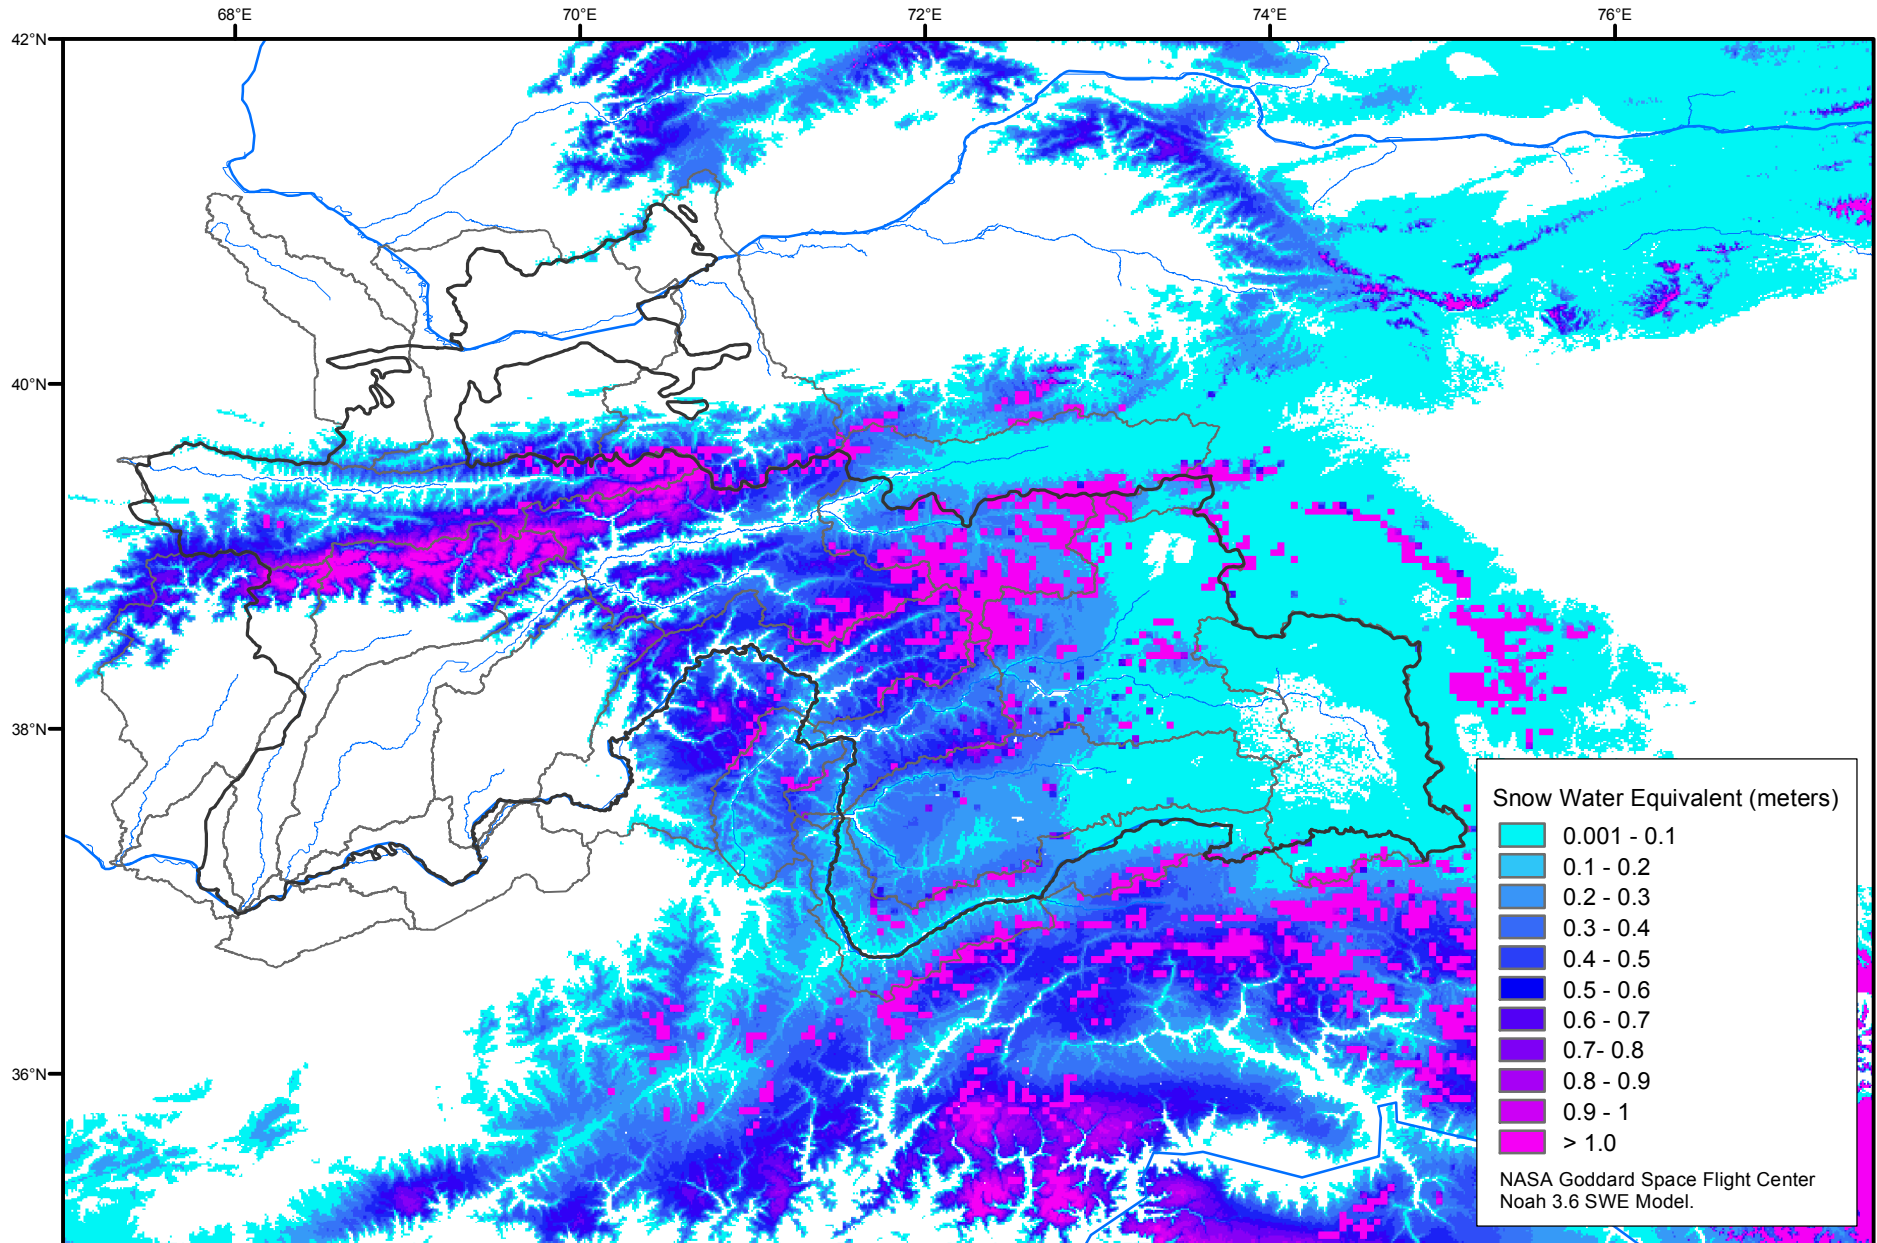 68°E 70°E 72°E 74°E 76°E
42°N
40°N
38°N
36°N
Snow Water Equivalent (meters)
0.001 - 0.1
0.1 - 0.2
0.2 - 0.3
0.3 - 0.4
0.4 - 0.5
0.5 - 0.6
0.6 - 0.7
0.7- 0.8
0.8 - 0.9
0.9 - 1
> 1.0
NASA Goddard Space Flight Center
Noah 3.6 SWE Model.